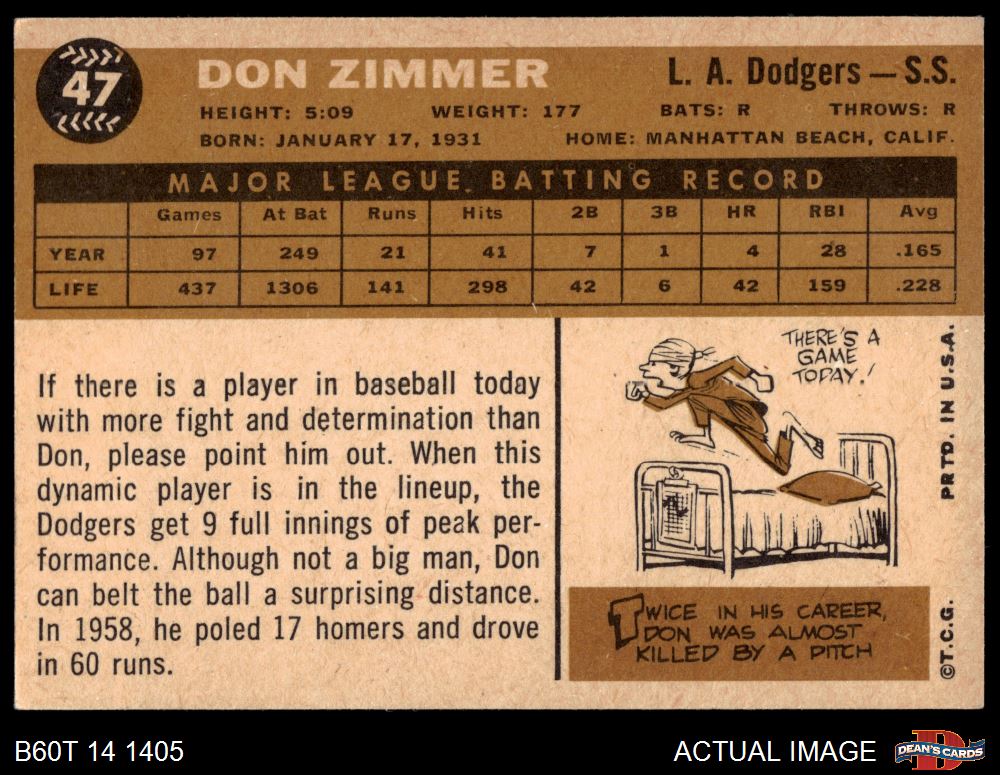 47
DON ZIMMER
L. A. Dodgers — S.S.
HEIGHT: 5:09 WEIGHT: 177 BATS: R THROWS: R
BORN: JANUARY 17, 1931 HOME: MANHATTAN BEACH, CALIF.
MAJOR LEAGUE BATTING RECORD
Games At Bat Runs Hits 2B 3B HR RBI Avg
YEAR 97 249 21 41 7 1 4 28 .165
LIFE 437 1306 141 298 42 6 42 159 .228
If there is a player in baseball today
with more fight and determination than
Don, please point him out. When this
dynamic player is in the lineup, the
Dodgers get 9 full innings of peak per-
formance. Although not a big man, Don
can belt the ball a surprising distance.
In 1958, he poled 17 homers and drove
in 60 runs.
THERE'S A
GAME
TODAY!
TWICE IN HIS CAREER,
DON WAS ALMOST
KILLED BY A PITCH
©T.C.G. PRTD. IN U.S.A.
B60T 14 1405
ACTUAL IMAGE
DEAN'S CARDS